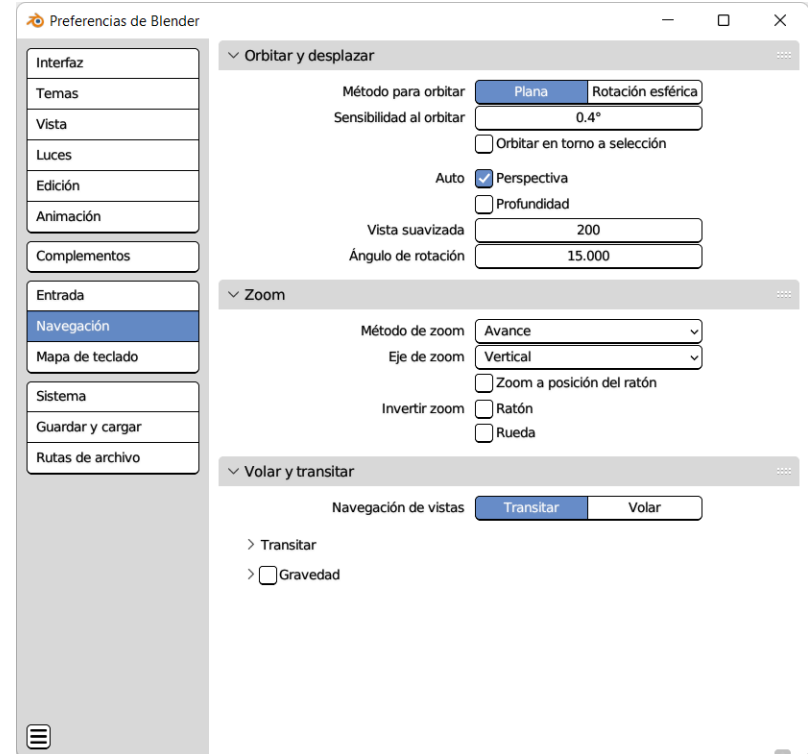 Preferencias de Blender
Interfaz
Temas
Vista
Luces
Edición
Animación
Complementos
Entrada
Navegación
Mapa de teclado
Sistema
Guardar y cargar
Rutas de archivo
Orbitar y desplazar
Método para orbitar Plana Rotación esférica
Sensibilidad al orbitar 0.4°
Orbitar en torno a selección
Auto Perspectiva
Profundidad
Vista suavizada 200
Ángulo de rotación 15.000
Zoom
Método de zoom Avance
Eje de zoom Vertical
Zoom a posición del ratón
Invertir zoom Ratón
Rueda
Volar y transitar
Navegación de vistas Transitar Volar
Transitar
Gravedad